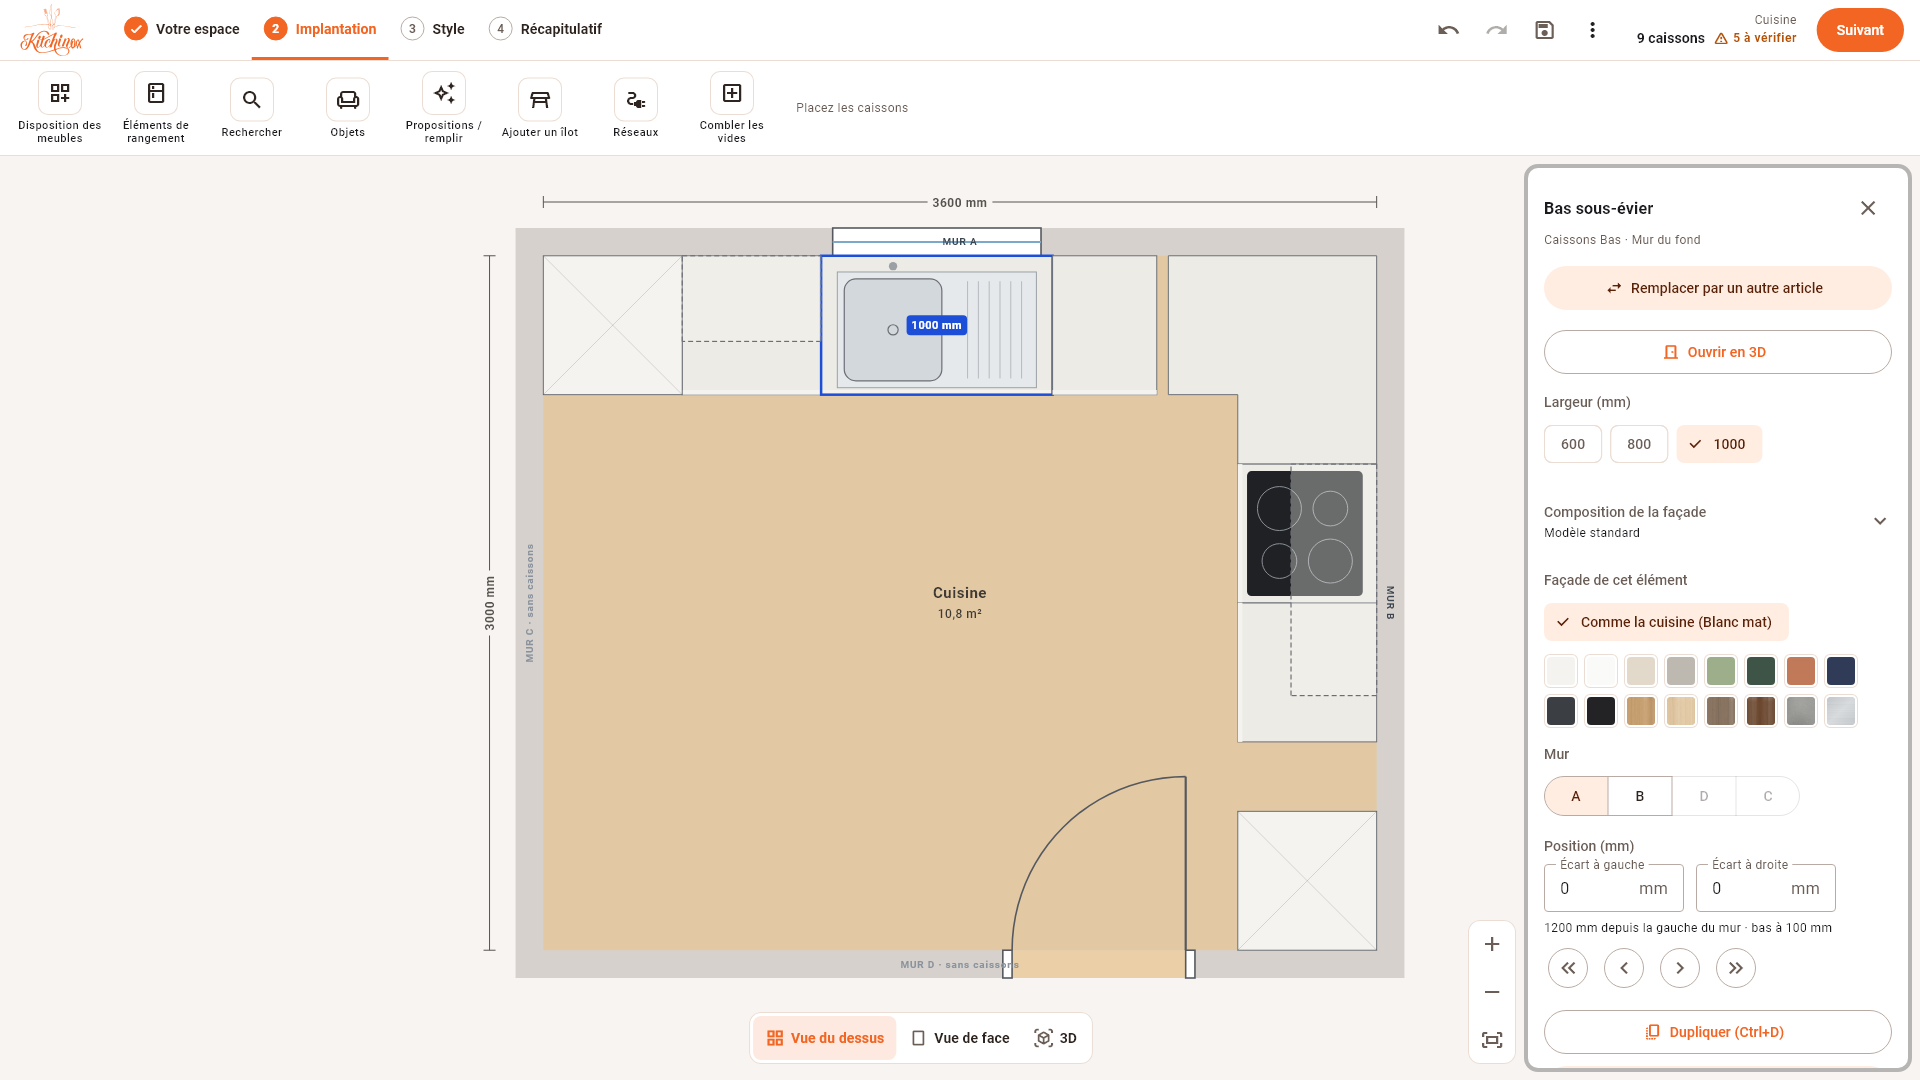 Kitchinox
Votre espace
2 Implantation
3 Style
4 Récapitulatif
Cuisine
9 caissons 5 à vérifier
Suivant
Disposition des
meubles
Éléments de
rangement
Rechercher
Objets
Propositions /
remplir
Ajouter un îlot
Réseaux
Combler les
vides
Placez les caissons
3600 mm
MUR A
1000 mm
3000 mm
MUR C · sans caissons
Cuisine
10,8 m²
MUR B
MUR D · sans caissons
Vue du dessus
Vue de face
3D
Bas sous-évier
Caissons Bas · Mur du fond
Remplacer par un autre article
Ouvrir en 3D
Largeur (mm)
600 800 1000
Composition de la façade
Modèle standard
Façade de cet élément
Comme la cuisine (Blanc mat)
Mur
A B D C
Position (mm)
Écart à gauche Écart à droite
0 mm 0 mm
1200 mm depuis la gauche du mur · bas à 100 mm
Dupliquer (Ctrl+D)